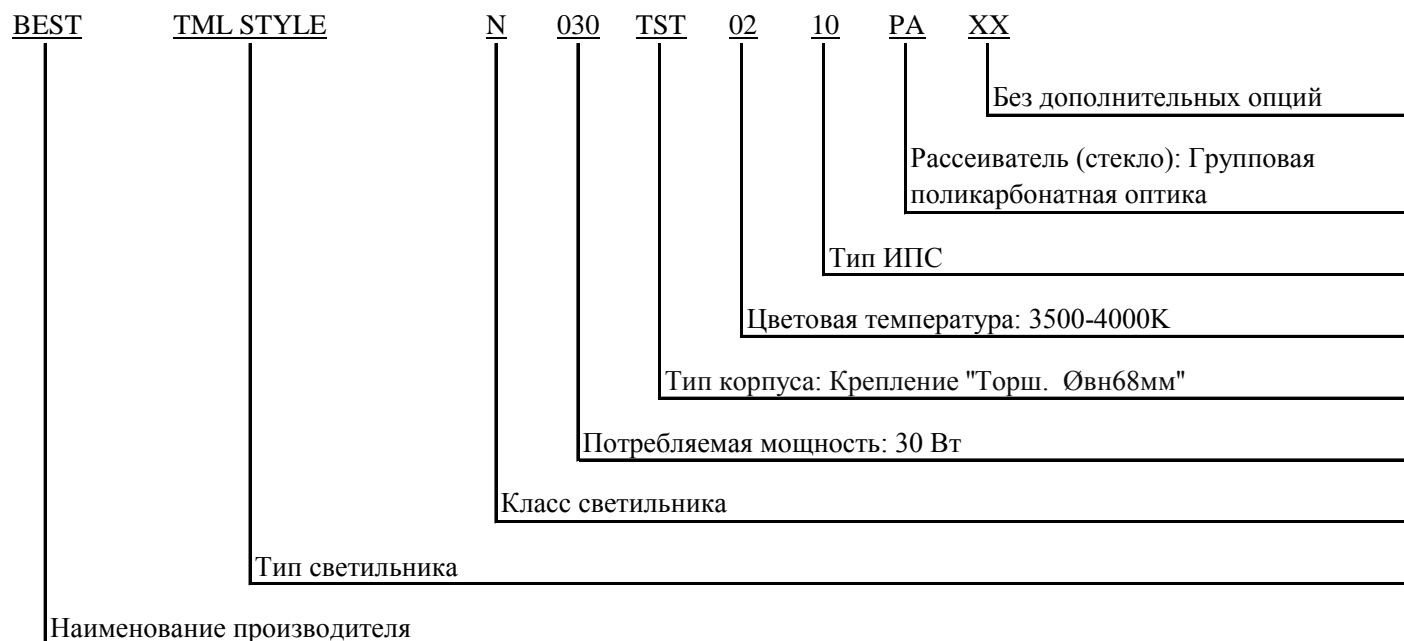 BEST TML STYLE N 030 TST 02 10 PA XX
Без дополнительных опций
Рассеиватель (стекло): Групповая
поликарбонатная оптика
Тип ИПС
Цветовая температура: 3500-4000K
Тип корпуса: Крепление "Торш. Øвн68мм"
Потребляемая мощность: 30 Вт
Класс светильника
Тип светильника
Наименование производителя